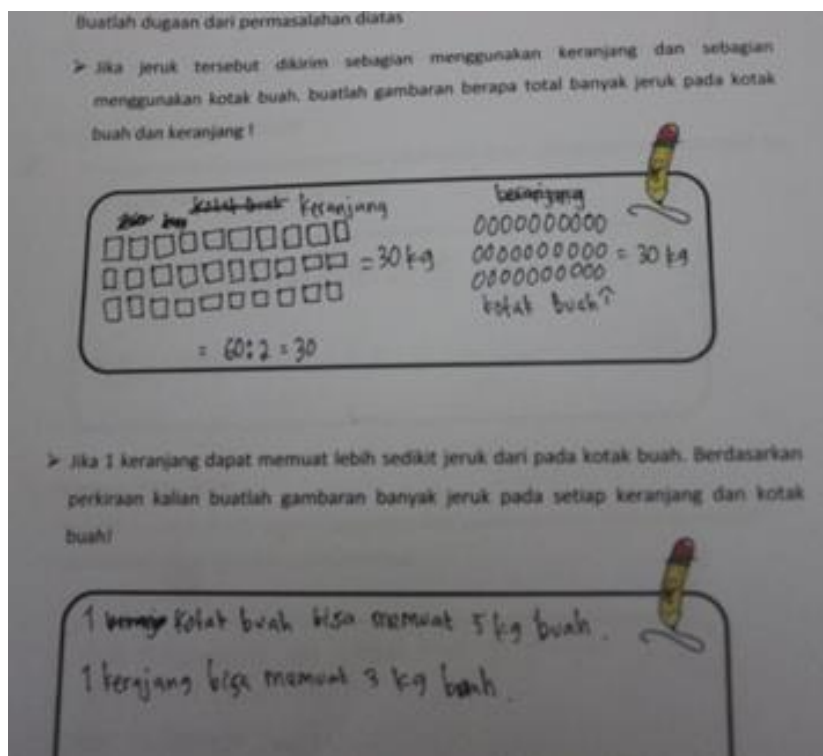 Buatlah dugaan dari permasalahan diatas
➢ Jika jeruk tersebut dikirim sebagian menggunakan keranjang dan sebagian
menggunakan kotak buah, buatlah gambaran berapa total banyak jeruk pada kotak
buah dan keranjang !
kotak buah keranjang
= 30 kg
= 60:2 = 30
keranjang
= 30 kg
kotak buah
➢ Jika 1 keranjang dapat memuat lebih sedikit jeruk dari pada kotak buah. Berdasarkan
perkiraan kalian buatlah gambaran banyak jeruk pada setiap keranjang dan kotak
buah!
1 kotak buah bisa memuat 5 kg buah.
1 kerajang bisa memuat 3 kg buah.